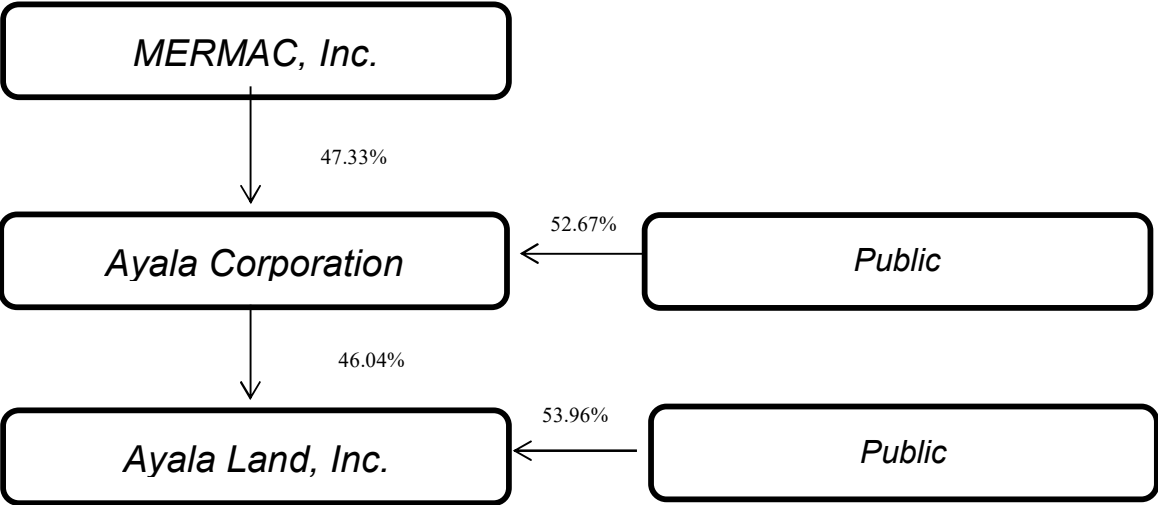 MERMAC, Inc.
47.33%
52.67%
Ayala Corporation
Public
46.04%
53.96%
Ayala Land, Inc.
Public